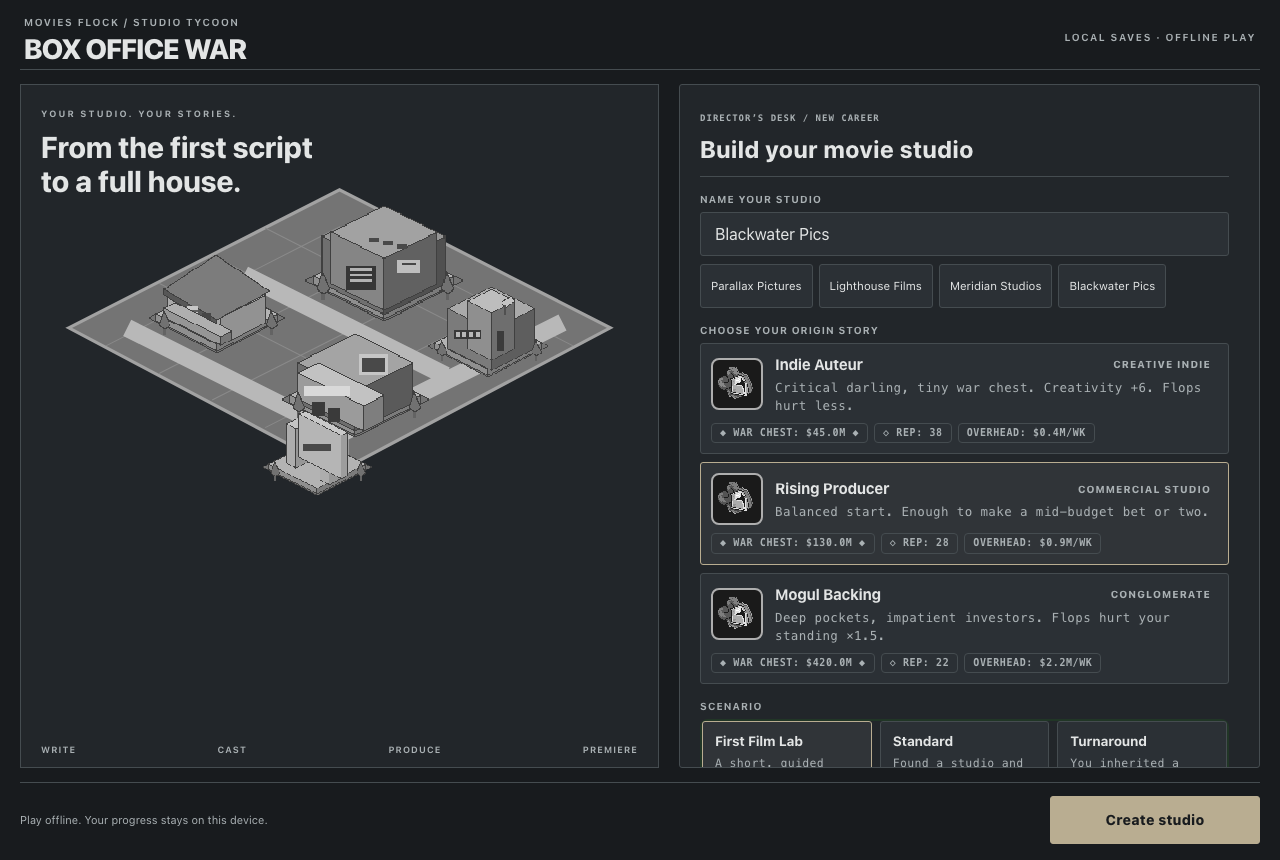 MOVIES FLOCK / STUDIO TYCOON
BOX OFFICE WAR
LOCAL SAVES · OFFLINE PLAY
YOUR STUDIO. YOUR STORIES.
From the first script
to a full house.
WRITE
CAST
PRODUCE
PREMIERE
DIRECTOR'S DESK / NEW CAREER
Build your movie studio
NAME YOUR STUDIO
Blackwater Pics
Parallax Pictures
Lighthouse Films
Meridian Studios
Blackwater Pics
CHOOSE YOUR ORIGIN STORY
Indie Auteur
CREATIVE INDIE
Critical darling, tiny war chest. Creativity +6. Flops
hurt less.
◆ WAR CHEST: $45.0M ◆
◇ REP: 38
OVERHEAD: $0.4M/WK
Rising Producer
COMMERCIAL STUDIO
Balanced start. Enough to make a mid-budget bet or two.
◆ WAR CHEST: $130.0M ◆
◇ REP: 28
OVERHEAD: $0.9M/WK
Mogul Backing
CONGLOMERATE
Deep pockets, impatient investors. Flops hurt your
standing ×1.5.
◆ WAR CHEST: $420.0M ◆
◇ REP: 22
OVERHEAD: $2.2M/WK
SCENARIO
First Film Lab
A short, guided
Standard
Found a studio and
Turnaround
You inherited a
Play offline. Your progress stays on this device.
Create studio